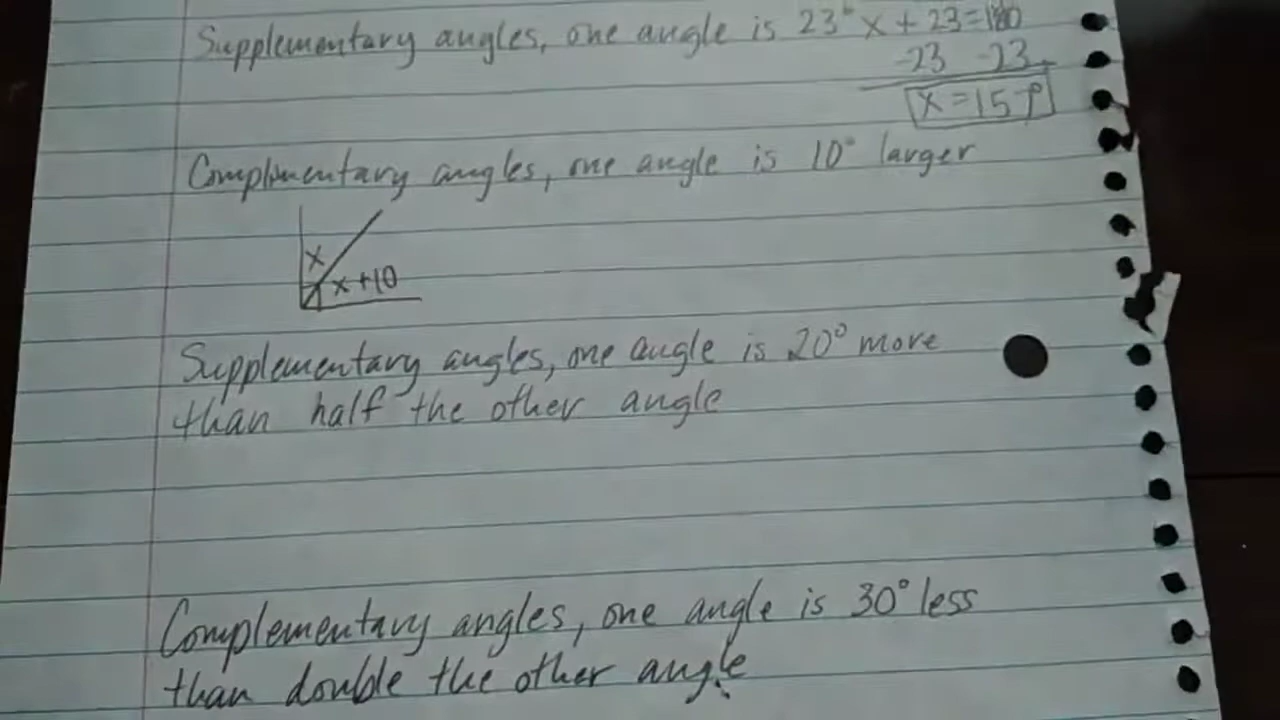 Supplementary angles, one angle is 23° x + 23 = 180
-23 -23
x = 157
Complimentary angles, one angle is 10° larger
x
x + 10
Supplementary angles, one angle is 20° more
than half the other angle
Complementary angles, one angle is 30° less
than double the other angle